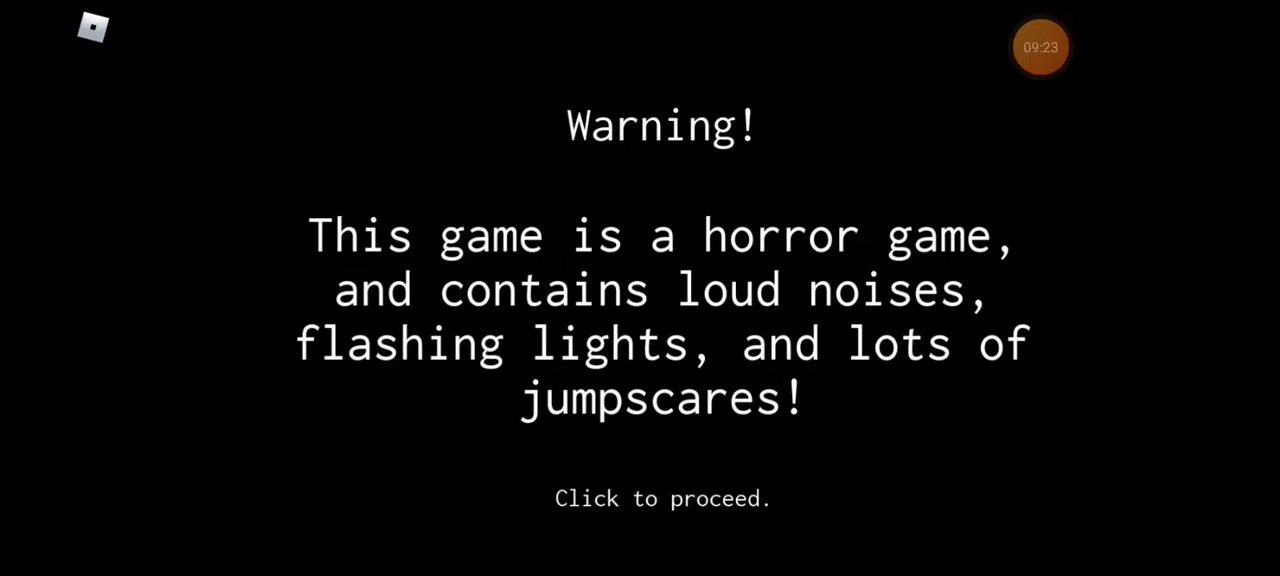 09:23
Warning!
This game is a horror game,
and contains loud noises,
flashing lights, and lots of
jumpscares!
Click to proceed.